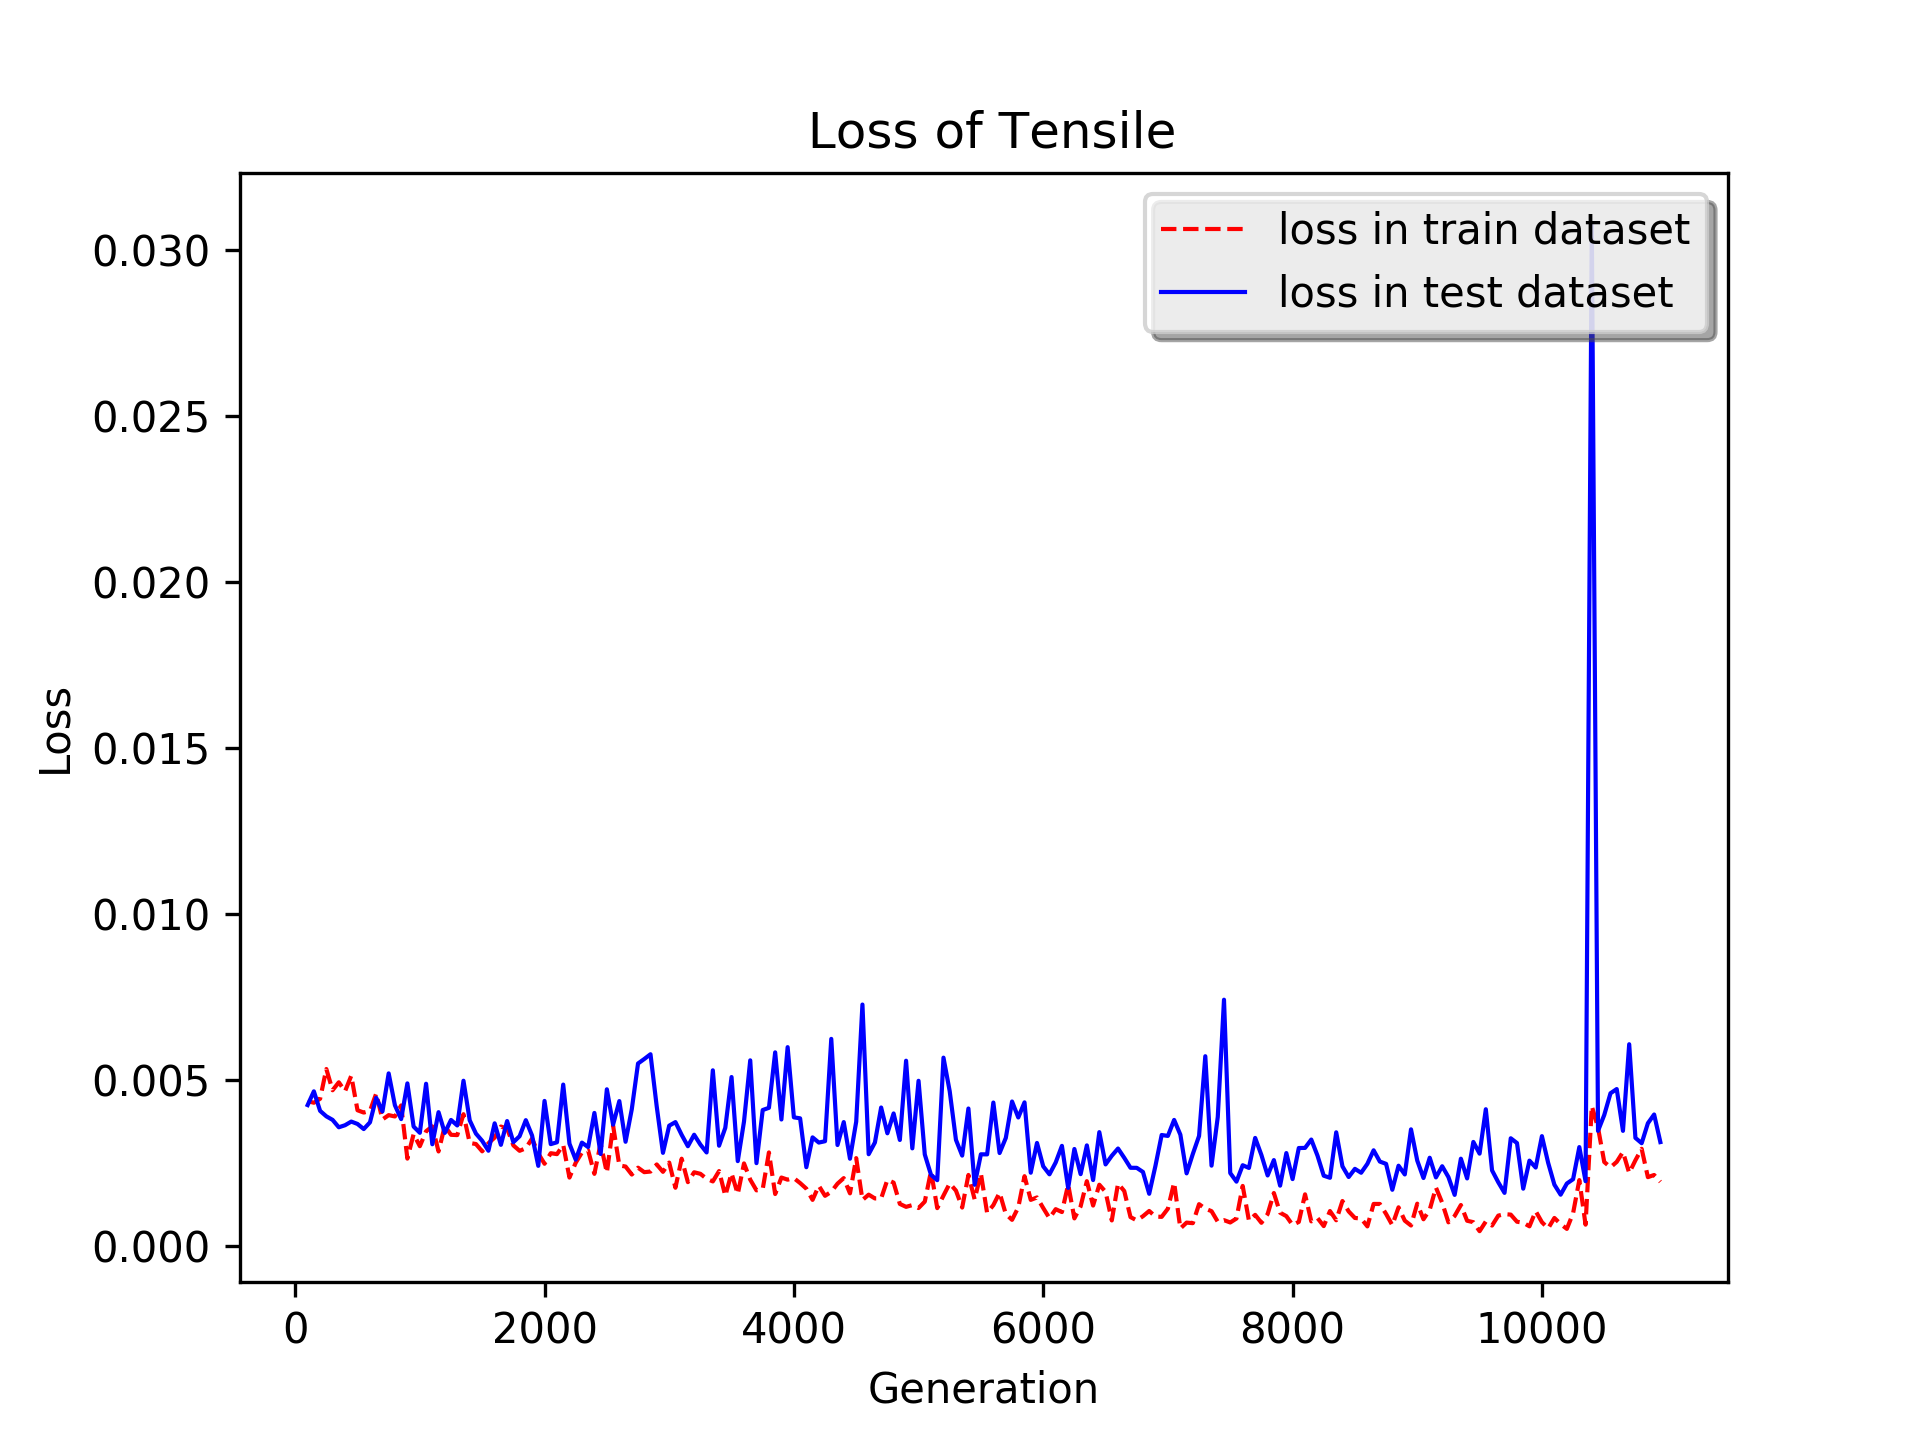 Loss of Tensile
loss in train dataset
loss in test dataset
0.030
0.025
0.020
0.015
0.010
0.005
0.000
Loss
0 2000 4000 6000 8000 10000
Generation